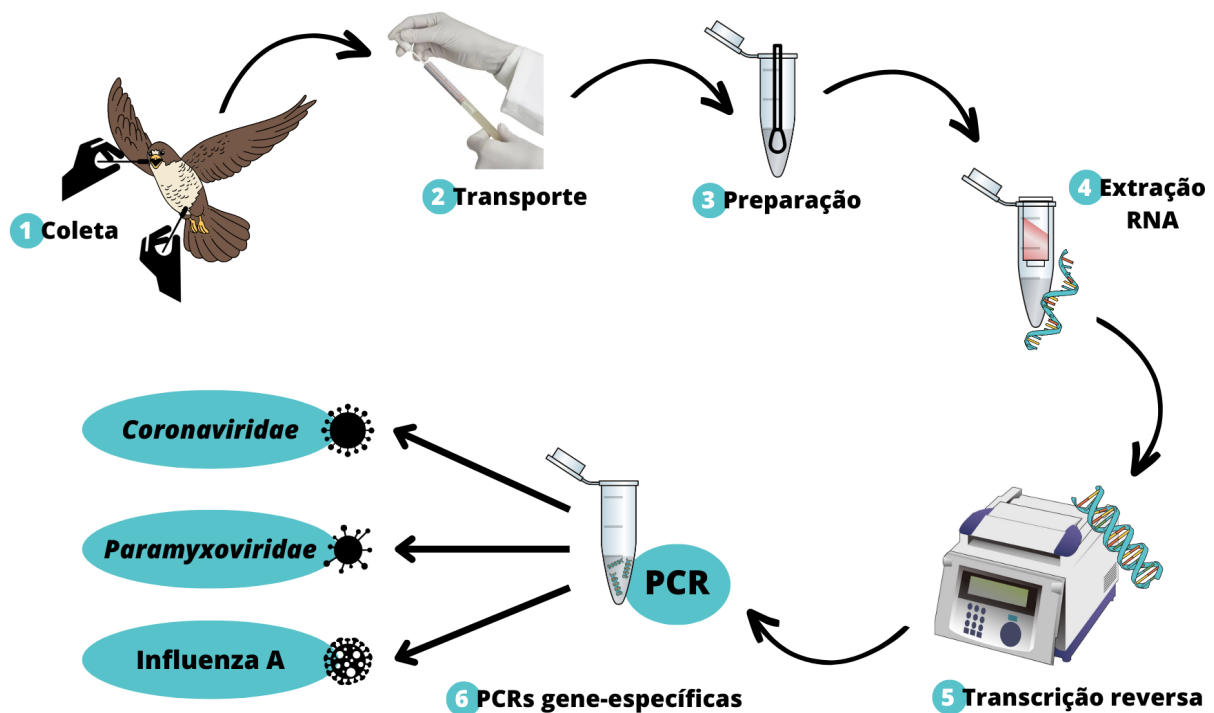 1 Coleta
2 Transporte
3 Preparação
4 Extração
RNA
5 Transcrição reversa
PCR
6 PCRs gene-específicas
Coronaviridae
Paramyxoviridae
Influenza A